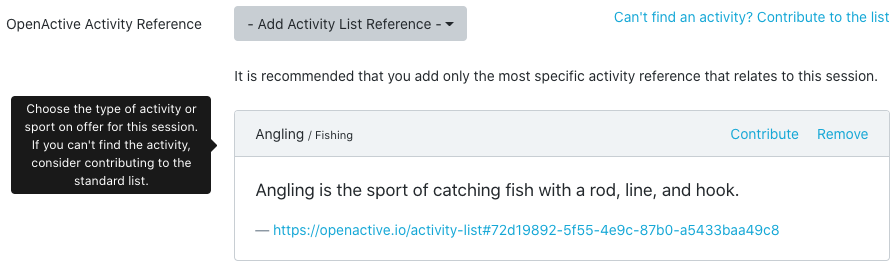 OpenActive Activity Reference
- Add Activity List Reference -
Can't find an activity? Contribute to the list
It is recommended that you add only the most specific activity reference that relates to this session.
Choose the type of activity or
sport on offer for this session.
If you can't find the activity,
consider contributing to the
standard list.
Angling / Fishing
Contribute Remove
Angling is the sport of catching fish with a rod, line, and hook.
— https://openactive.io/activity-list#72d19892-5f55-4e9c-87b0-a5433baa49c8